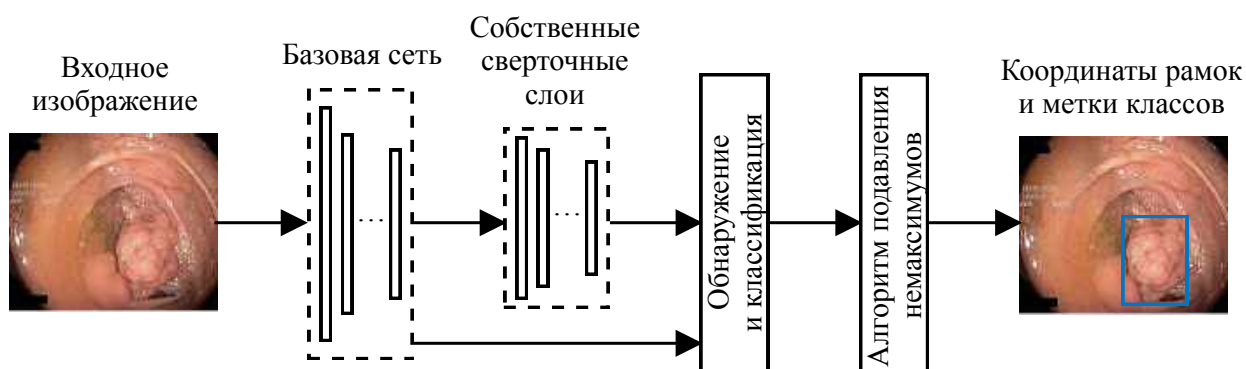 Входное
изображение
Базовая сеть
...
Собственные
сверточные
слои
...
Обнаружение
и классификация
Алгоритм подавления
немаксимумов
Координаты рамок
и метки классов